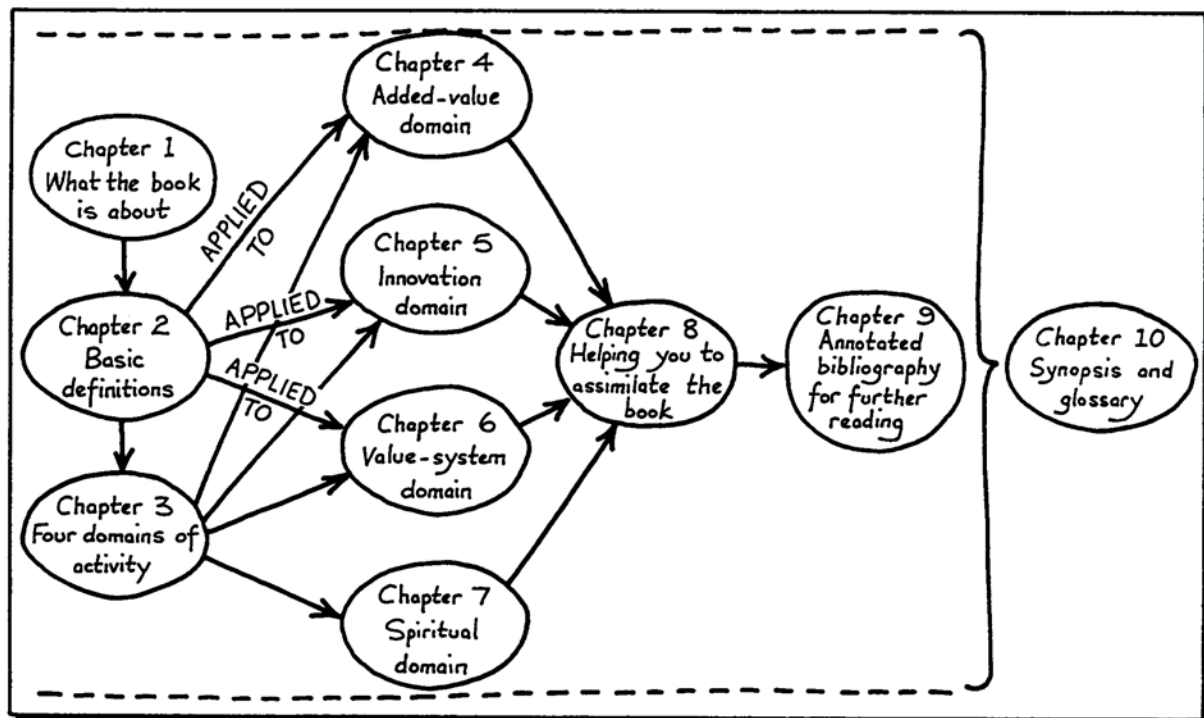 Chapter 1
What the book
is about
Chapter 2
Basic
definitions
Chapter 3
Four domains of
activity
APPLIED
TO
APPLIED
TO
APPLIED
TO
Chapter 4
Added-value
domain
Chapter 5
Innovation
domain
Chapter 6
Value-system
domain
Chapter 7
Spiritual
domain
Chapter 8
Helping you to
assimilate the
book
Chapter 9
Annotated
bibliography
for further
reading
Chapter 10
Synopsis and
glossary